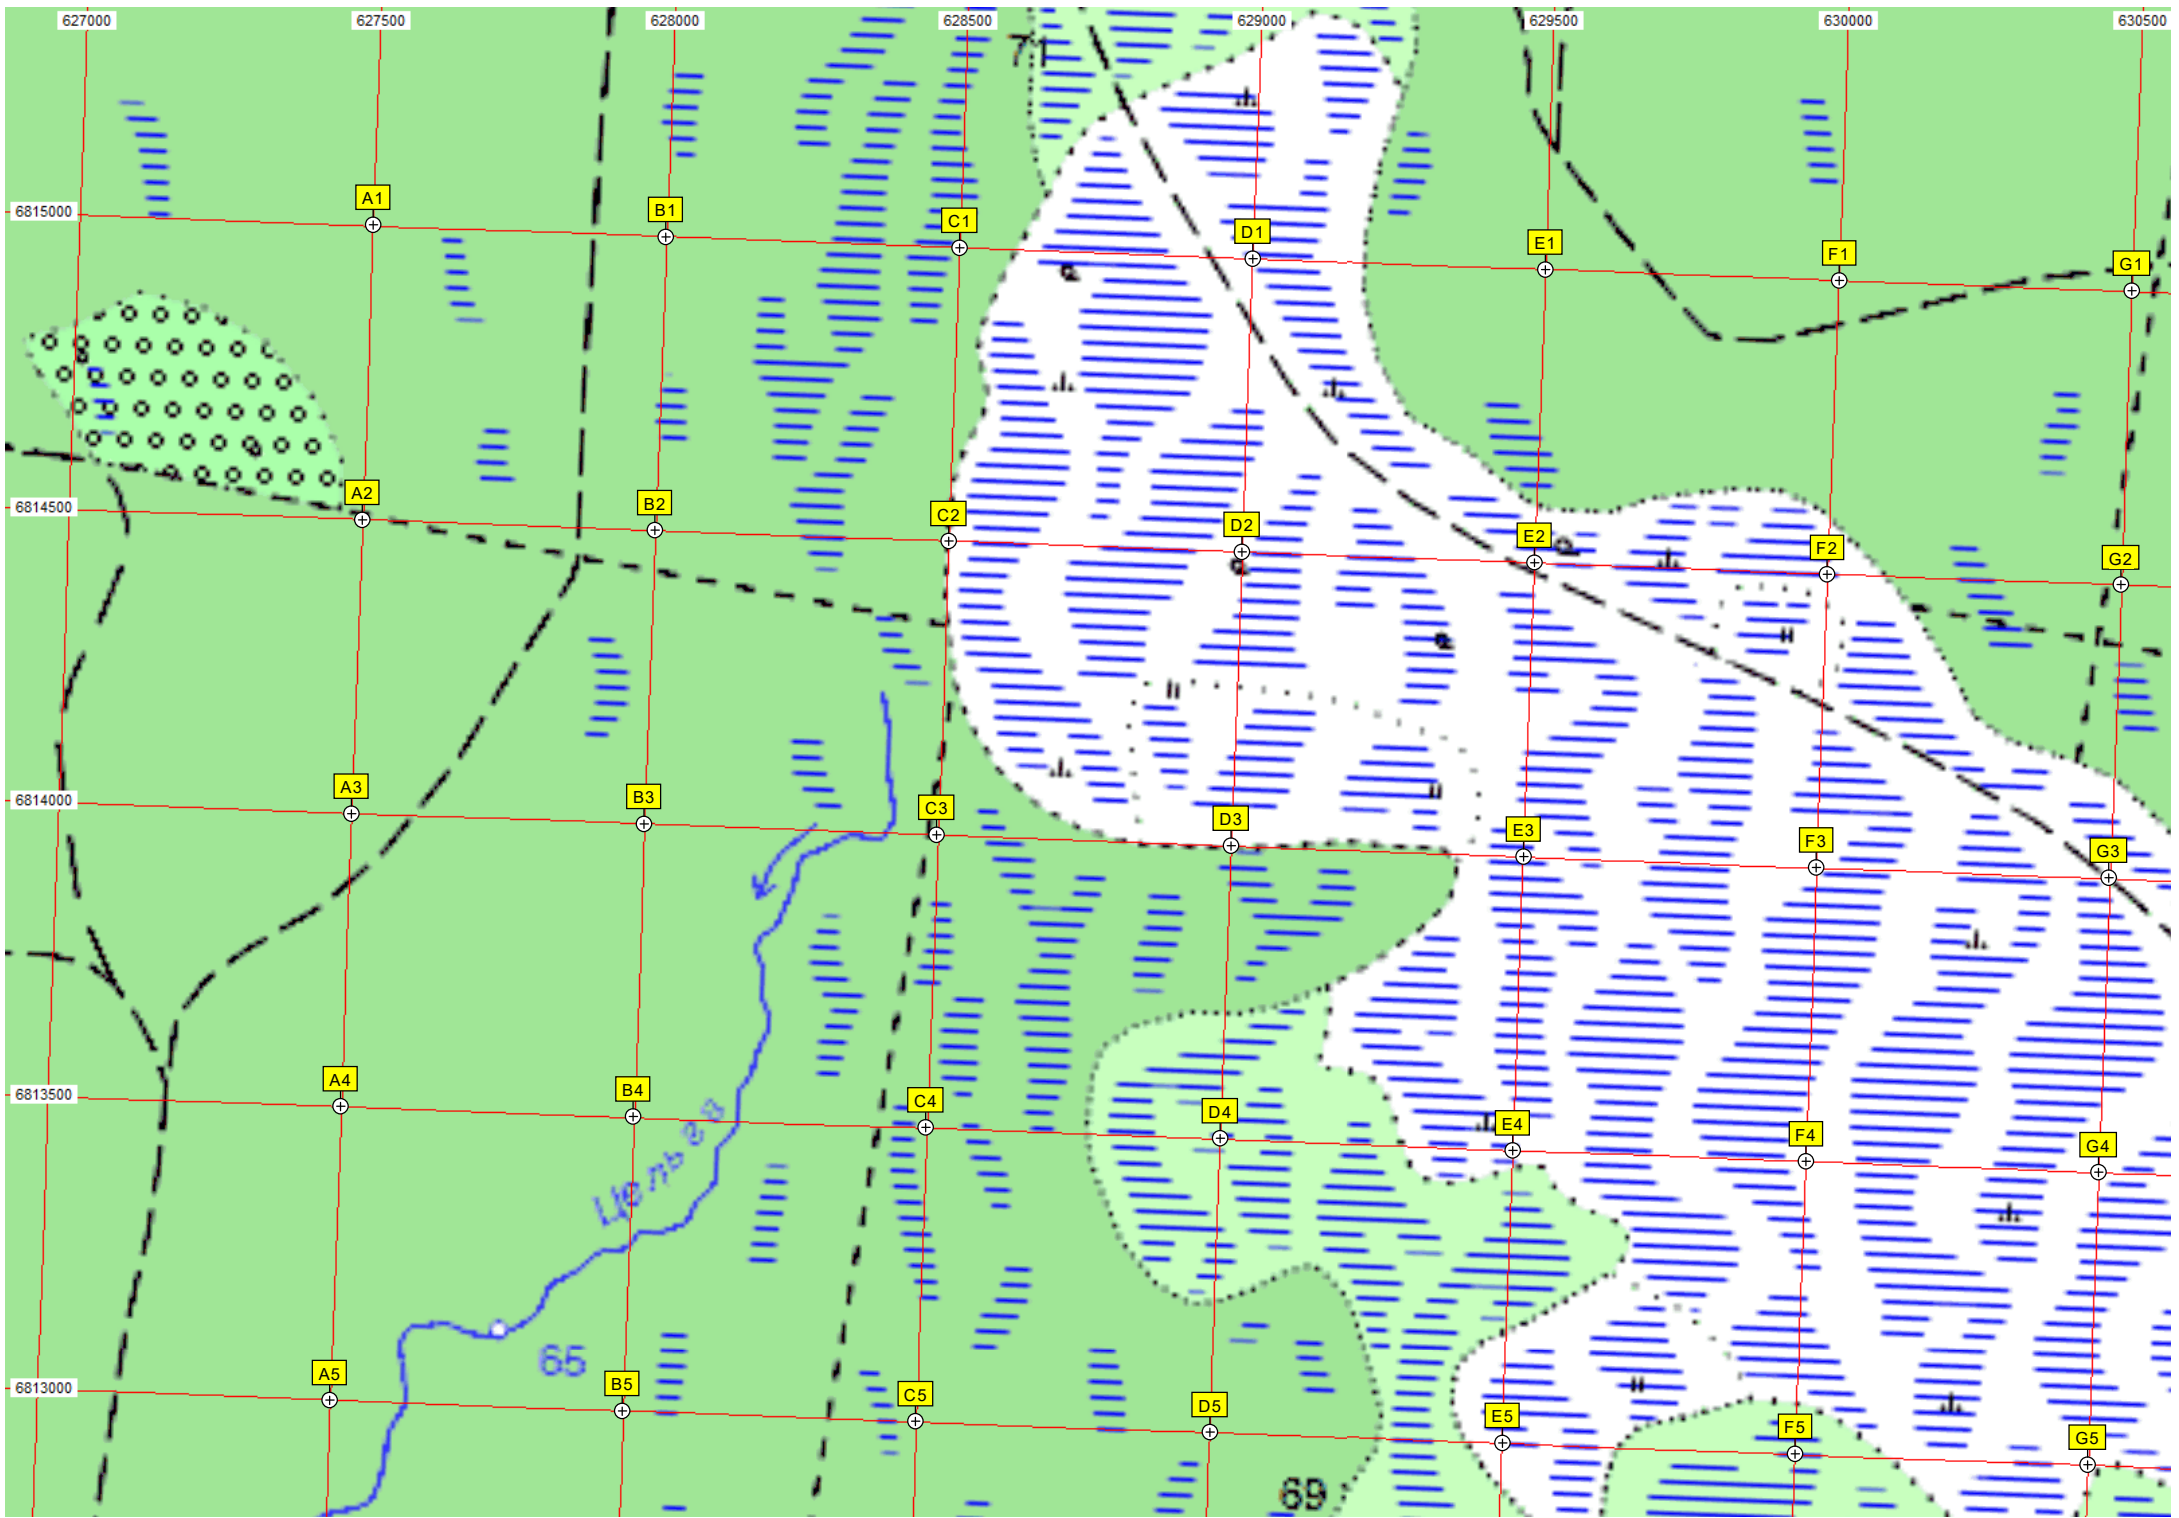 627000 627500 628000 628500 629000 629500 630000 630500
71
6815000
A1 B1 C1 D1 E1 F1 G1
6814500
A2 B2 C2 D2 E2 F2 G2
6814000
A3 B3 C3 D3 E3 F3 G3
6813500
A4 B4 C4 D4 E4 F4 G4
65
6813000
A5 B5 C5 D5 E5 F5 G5
69